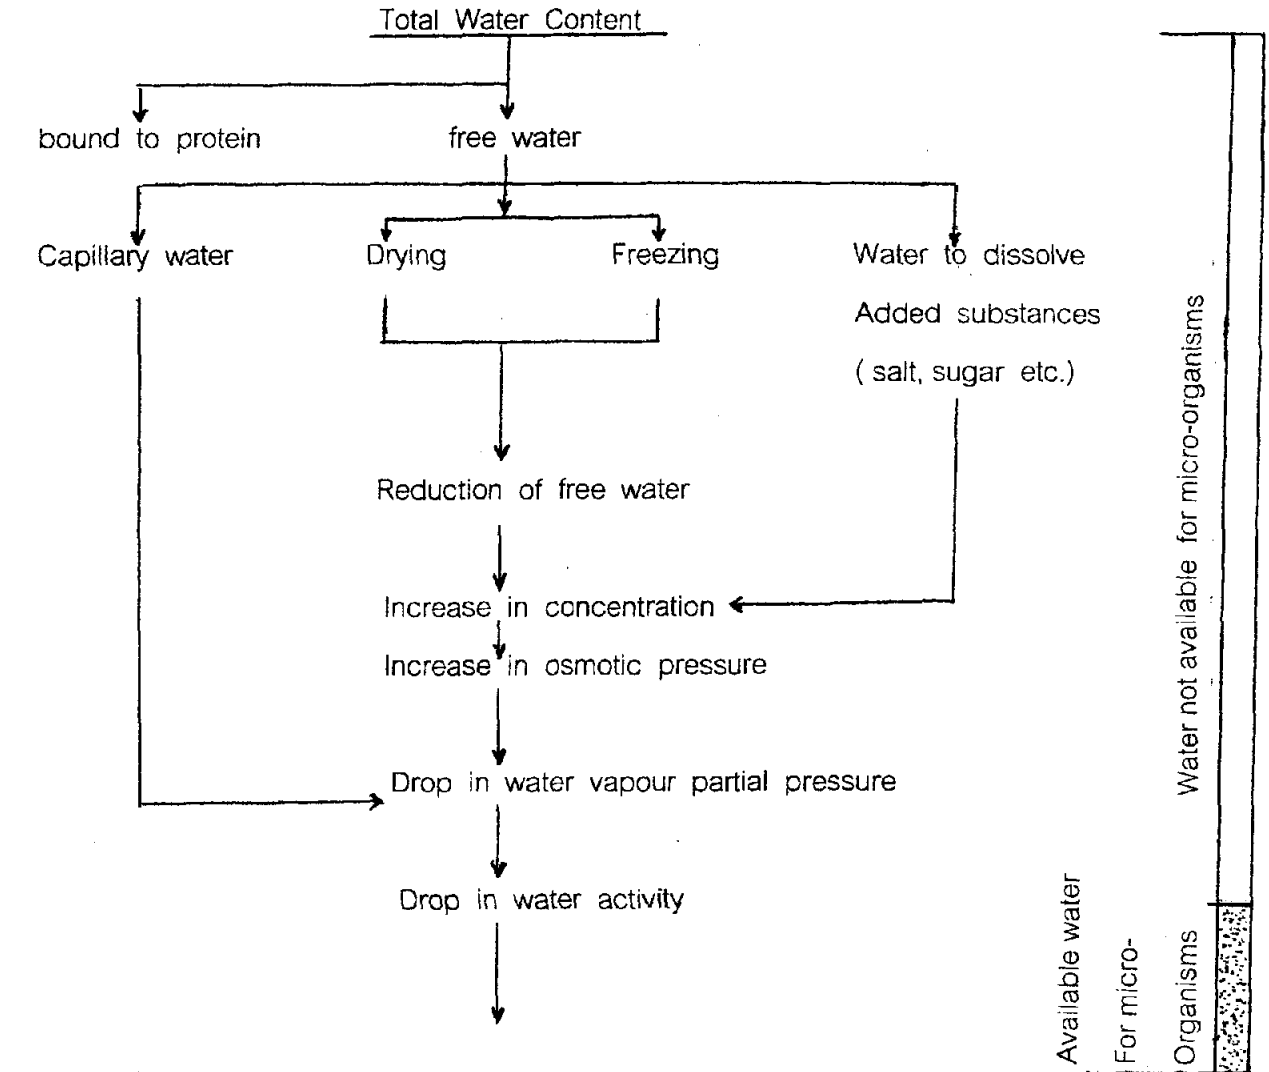 Total Water Content
bound to protein
free water
Capillary water
Drying
Freezing
Water to dissolve
Added substances
( salt, sugar etc.)
Reduction of free water
Increase in concentration
Increase in osmotic pressure
Drop in water vapour partial pressure
Drop in water activity
Water not available for micro-organisms
Available water
For micro-
Organisms